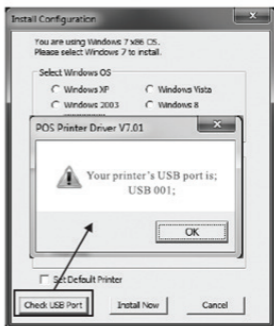 Install Configuration
You are using Windows 7 x86 OS.
Please select Windows 7 to install.
Select Windows OS
Windows XP
Windows Vista
Windows 2003
Windows 8
POS Printer Driver V7.01
Your printer's USB port is;
USB 001;
OK
Set Default Printer
Check USB Port
Install Now
Cancel